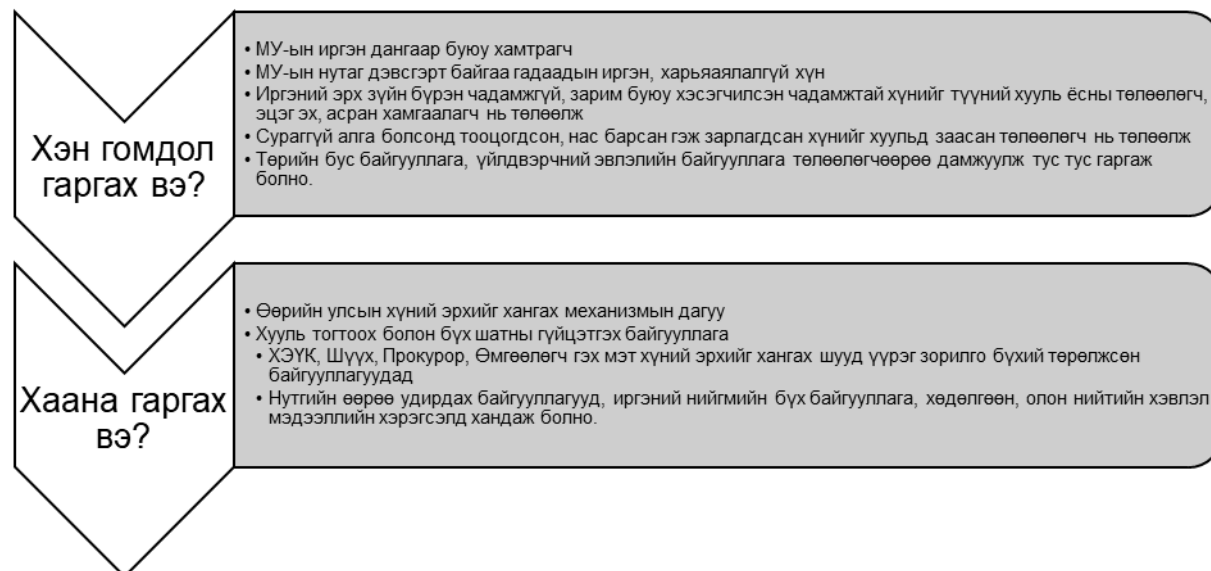 Хэн гомдол
гаргах вэ?
• МУ-ын иргэн дангаар буюу хамтрагч
• МУ-ын нутаг дэвсгэрт байгаа гадаадын иргэн, харьяаялалгүй хүн
• Иргэний эрх зүйн бүрэн чадамжгүй, зарим буюу хэсэгчилсэн чадамжтай хүнийг түүний хууль ёсны төлөөлөгч,
эцэг эх, асран хамгаалагч нь төлөөлж
• Сураггүй алга болсонд тооцогдсон, нас барсан гэж зарлагдсан хүнийг хуульд заасан төлөөлөгч нь төлөөлж
• Төрийн бус байгууллага, үйлдвэрчний эвлэлийн байгууллага төлөөлөгчөөрөө дамжуулж тус тус гаргаж
болно.
Хаана гаргах
вэ?
• Өөрийн улсын хүний эрхийг хангах механизмын дагуу
• Хууль тогтоох болон бүх шатны гүйцэтгэх байгууллага
• ХЭҮК, Шүүх, Прокурор, Өмгөөлөгч гэх мэт хүний эрхийг хангах шууд үүрэг зорилго бүхий төрөлжсөн
байгууллагуудад
• Нутгийн өөрөө удирдах байгууллагууд, иргэний нийгмийн бүх байгууллага, хөдөлгөөн, олон нийтийн хэвлэл
мэдээллийн хэрэгсэлд хандаж болно.